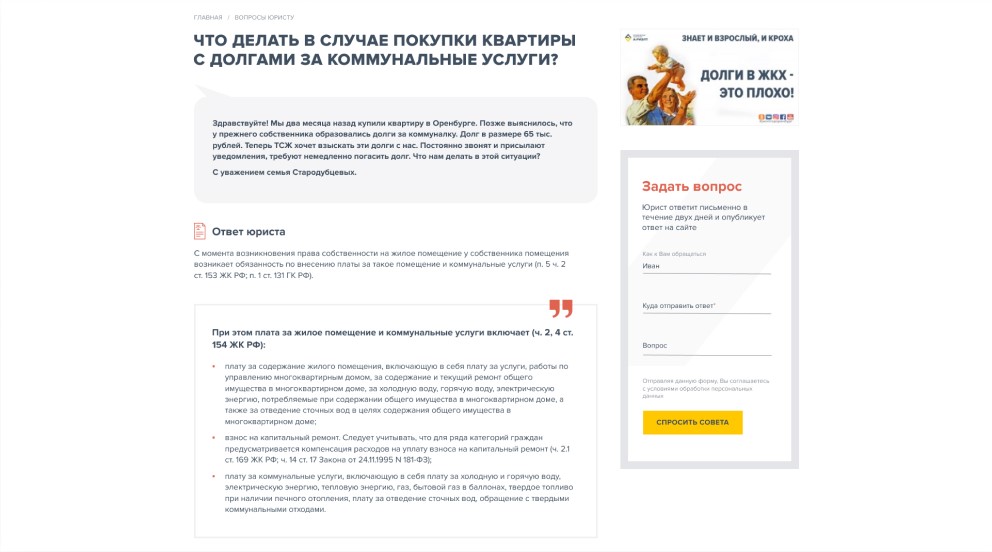 ГЛАВНАЯ / ВОПРОСЫ ЮРИСТУ
ЧТО ДЕЛАТЬ В СЛУЧАЕ ПОКУПКИ КВАРТИРЫ
С ДОЛГАМИ ЗА КОММУНАЛЬНЫЕ УСЛУГИ?
Здравствуйте! Мы два месяца назад купили квартиру в Оренбурге. Позже выяснилось, что
у прежнего собственника образовались долги за коммуналку. Долг в размере 65 тыс.
рублей. Теперь ТСЖ хочет взыскать эти долги с нас. Постоянно звонят и присылают
уведомления, требуют немедленно погасить долг. Что нам делать в этой ситуации?
С уважением семья Стародубцевых.
Ответ юриста
С момента возникновения права собственности на жилое помещение у собственника помещения
возникает обязанность по внесению платы за такое помещение и коммунальные услуги (п. 5 ч. 2
ст. 153 ЖК РФ; п. 1 ст. 131 ГК РФ).
При этом плата за жилое помещение и коммунальные услуги включает (ч. 2, 4 ст.
154 ЖК РФ):
• плату за содержание жилого помещения, включающую в себя плату за услуги, работы по
управлению многоквартирным домом, за содержание и текущий ремонт общего
имущества в многоквартирном доме, за холодную воду, горячую воду, электрическую
энергию, потребляемые при содержании общего имущества в многоквартирном доме, а
также за отведение сточных вод в целях содержания общего имущества в
многоквартирном доме;
• взнос на капитальный ремонт. Следует учитывать, что для ряда категорий граждан
предусматривается компенсация расходов на уплату взноса на капитальный ремонт (ч. 2.1
ст. 169 ЖК РФ; ч. 14 ст. 17 Закона от 24.11.1995 N 181-ФЗ);
• плату за коммунальные услуги, включающую в себя плату за холодную и горячую воду,
электрическую энергию, тепловую энергию, газ, бытовой газ в баллонах, твердое топливо
при наличии печного отопления, плату за отведение сточных вод, обращение с твердыми
коммунальными отходами.
ЗНАЕТ И ВЗРОСЛЫЙ, И КРОХА
ДОЛГИ В ЖКХ -
ЭТО ПЛОХО!
Задать вопрос
Юрист ответит письменно в
течение двух дней и опубликует
ответ на сайте
Как к Вам обращаться
Иван
Куда отправить ответ*
Вопрос
Отправляя данную форму, Вы соглашаетесь
с условиями обработки персональных
данных
СПРОСИТЬ СОВЕТА